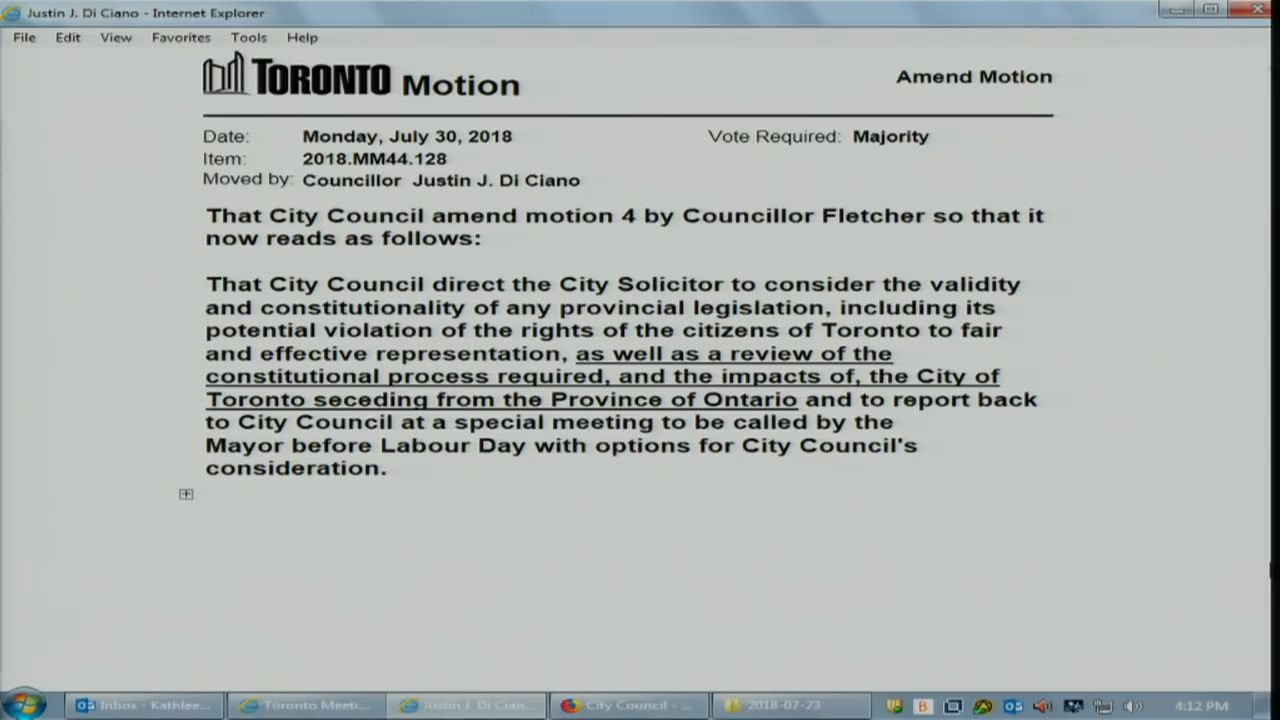 Justin J. Di Ciano - Internet Explorer
File Edit View Favorites Tools Help
TORONTO Motion
Amend Motion
Date: Monday, July 30, 2018
Vote Required: Majority
Item: 2018.MM44.128
Moved by: Councillor Justin J. Di Ciano
That City Council amend motion 4 by Councillor Fletcher so that it
now reads as follows:
That City Council direct the City Solicitor to consider the validity
and constitutionality of any provincial legislation, including its
potential violation of the rights of the citizens of Toronto to fair
and effective representation, as well as a review of the
constitutional process required, and the impacts of, the City of
Toronto seceding from the Province of Ontario and to report back
to City Council at a special meeting to be called by the
Mayor before Labour Day with options for City Council's
consideration.
Inbox - Kathlee... Toronto Meeti... Justin J. Di Cian... City Council - ... 2018-07-23 B 4:12 PM